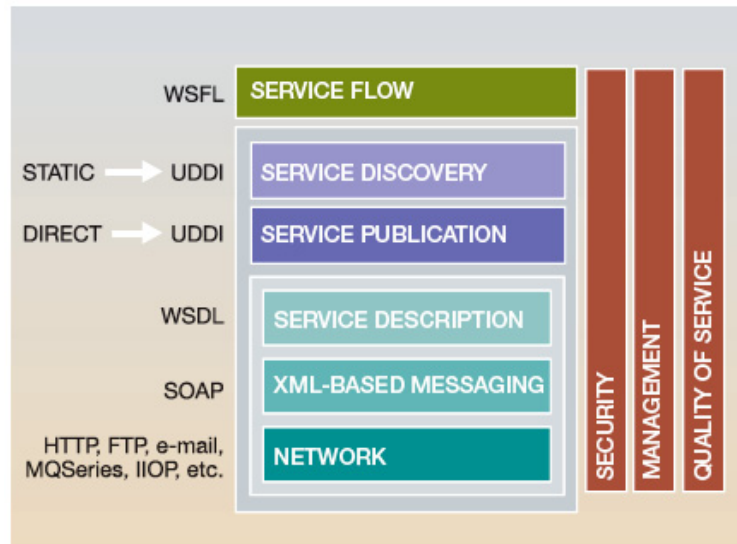 WSFL SERVICE FLOW
STATIC UDDI SERVICE DISCOVERY
DIRECT UDDI SERVICE PUBLICATION
WSDL SERVICE DESCRIPTION
SOAP XML-BASED MESSAGING
HTTP, FTP, e-mail,
MQSeries, IIOP, etc.
NETWORK
SECURITY
MANAGEMENT
QUALITY OF SERVICE